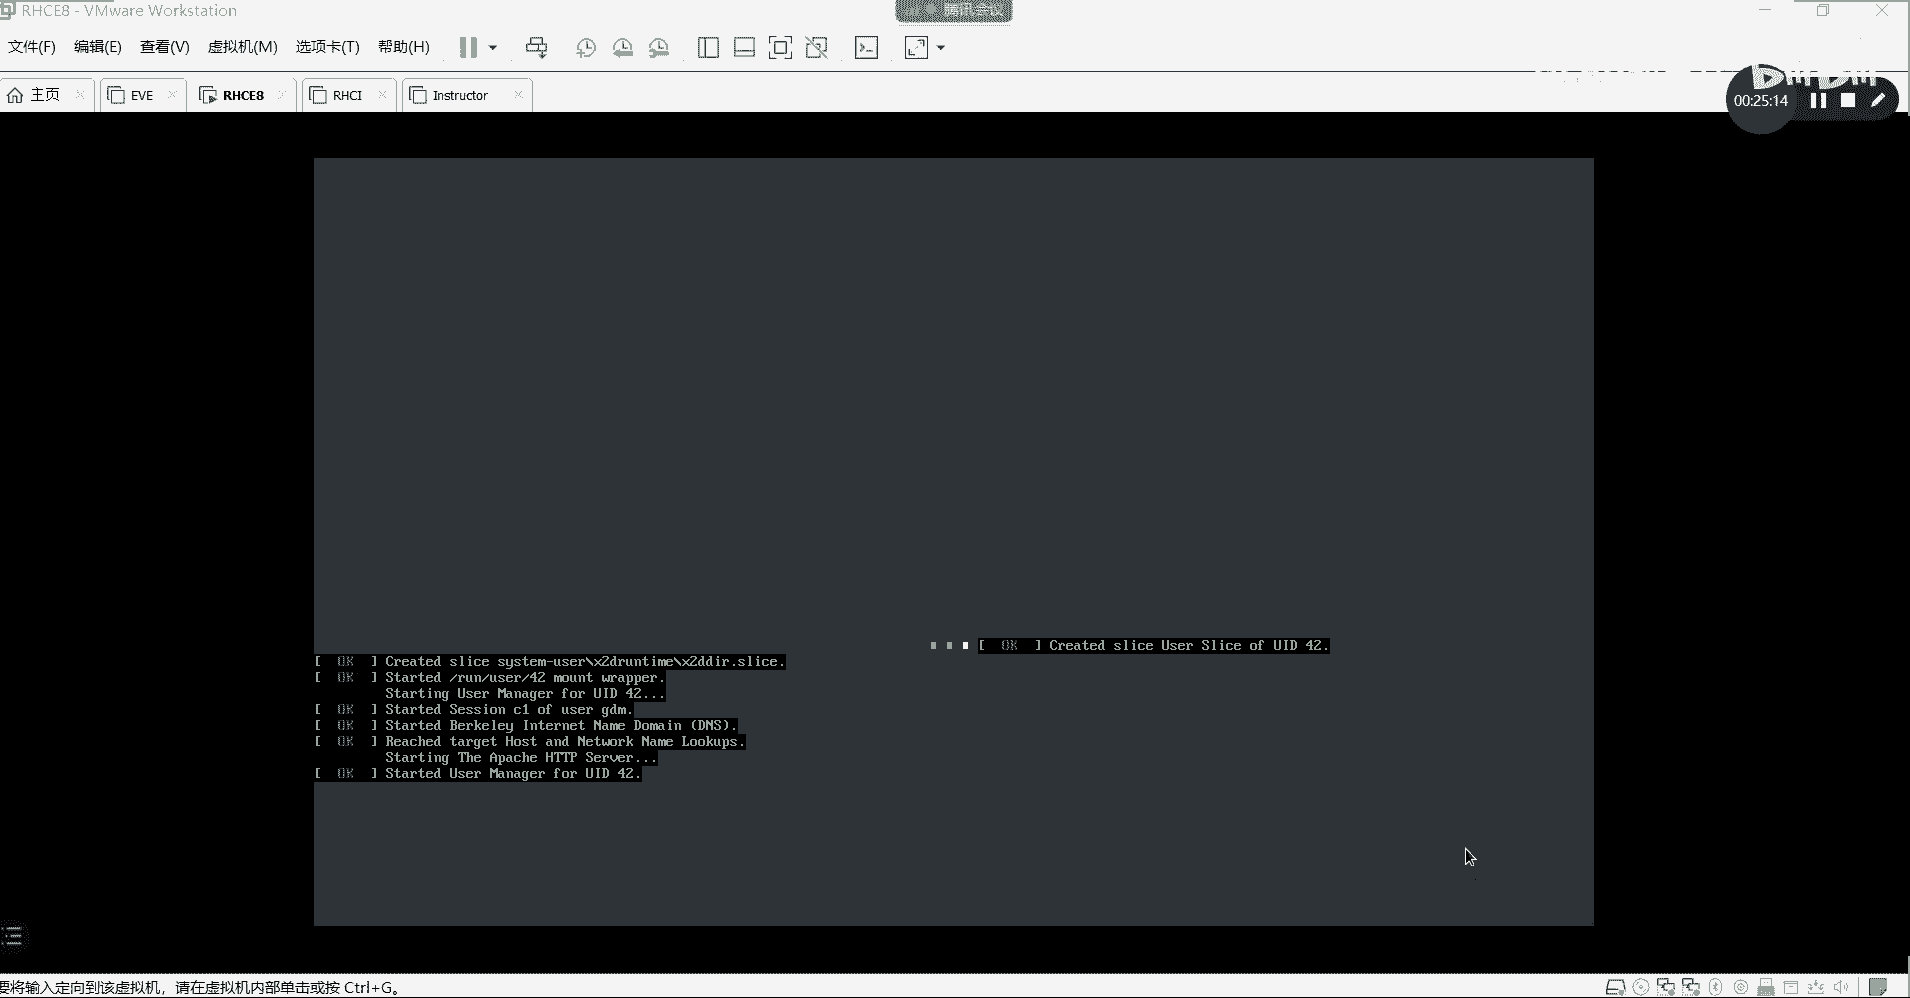 RHCE8 - VMware Workstation
腾讯会议
文件(F) 编辑(E) 查看(V) 虚拟机(M) 选项卡(T) 帮助(H)
主页 EVE RHCE8 RHCI Instructor
00:25:14
[ OK ] Created slice User Slice of UID 42.
[ OK ] Created slice system-user\x2druntime\x2ddir.slice.
[ OK ] Started /run/user/42 mount wrapper.
Starting User Manager for UID 42...
[ OK ] Started Session c1 of user gdm.
[ OK ] Started Berkeley Internet Name Domain (DNS).
[ OK ] Reached target Host and Network Name Lookups.
Starting The Apache HTTP Server...
[ OK ] Started User Manager for UID 42.
要将输入定向到该虚拟机，请在虚拟机内部单击或按 Ctrl+G。